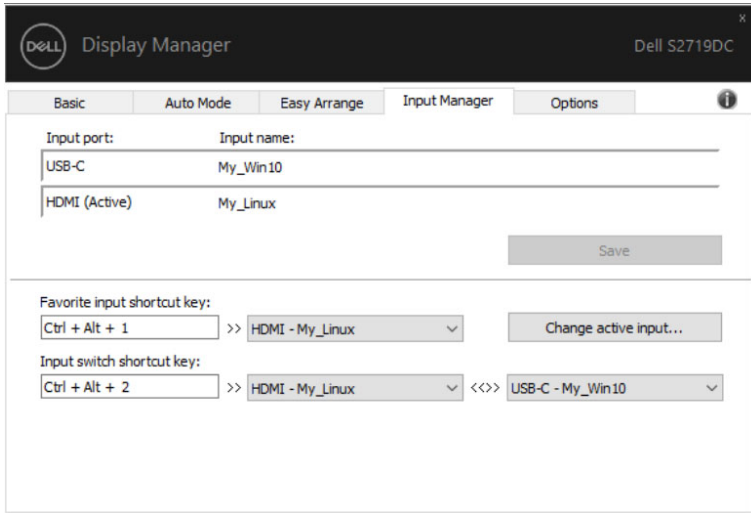 x
DELL Display Manager Dell S2719DC
Basic Auto Mode Easy Arrange Input Manager Options i
Input port: Input name:
USB-C My_Win10
HDMI (Active) My_Linux
Save
Favorite input shortcut key:
Ctrl + Alt + 1 >> HDMI - My_Linux Change active input...
Input switch shortcut key:
Ctrl + Alt + 2 >> HDMI - My_Linux <<>> USB-C - My_Win10